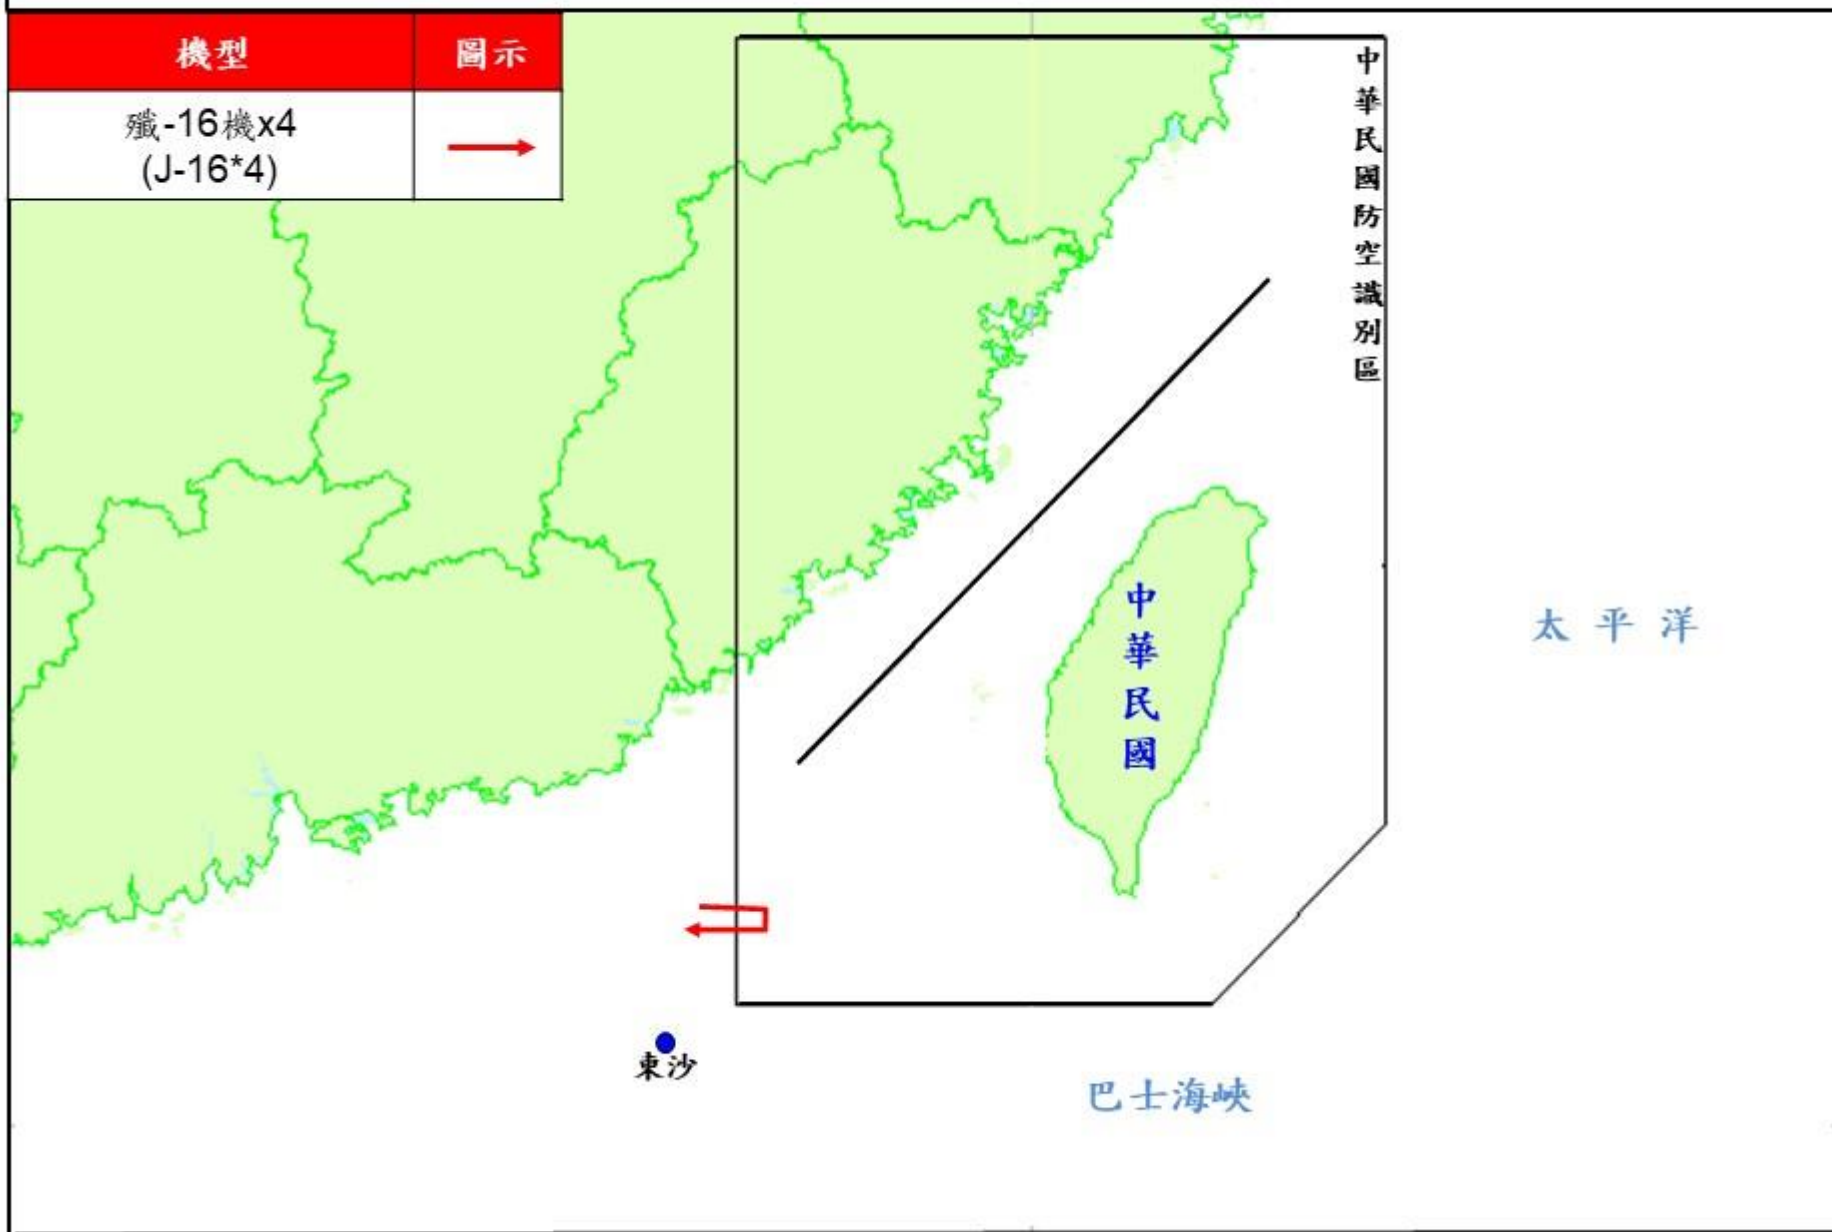 機型 圖示
殲-16機x4
(J-16*4)
中華民國防空識別區
中華民國
太平洋
東沙
巴士海峽